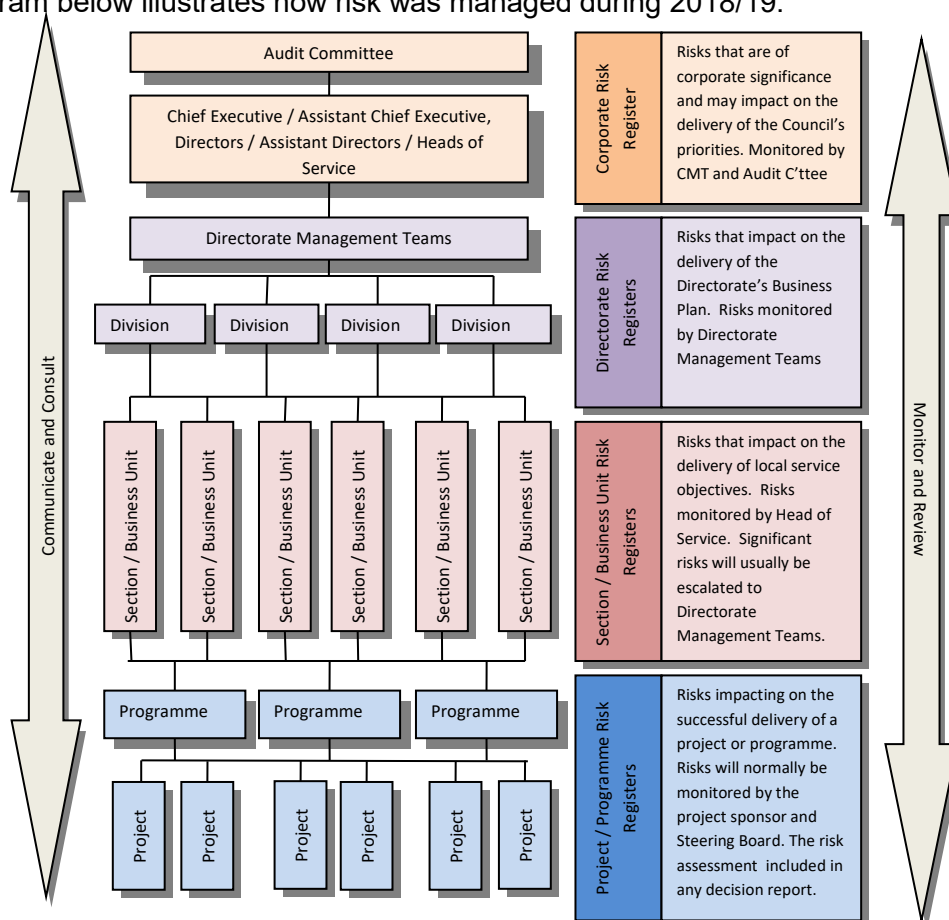 ram below illustrates how risk was managed during 2018/19.
Audit Committee
Chief Executive / Assistant Chief Executive,
Directors / Assistant Directors / Heads of
Service
Corporate Risk
Register
Risks that are of
corporate significance
and may impact on the
delivery of the Council's
priorities. Monitored by
CMT and Audit C'ttee
Directorate Management Teams
Division
Division
Division
Division
Directorate Risk
Registers
Risks that impact on the
delivery of the
Directorate's Business
Plan. Risks monitored
by Directorate
Management Teams
Communicate and Consult
Monitor and Review
Section / Business Unit
Section / Business Unit
Section / Business Unit
Section / Business Unit
Section / Business Unit
Section / Business Unit
Section / Business Unit Risk
Registers
Risks that impact on the
delivery of local service
objectives. Risks
monitored by Head of
Service. Significant
risks will usually be
escalated to
Directorate
Management Teams.
Programme
Programme
Programme
Project
Project
Project
Project
Project
Project
Project / Programme Risk
Registers
Risks impacting on the
successful delivery of a
project or programme.
Risks will normally be
monitored by the
project sponsor and
Steering Board. The risk
assessment included in
any decision report.